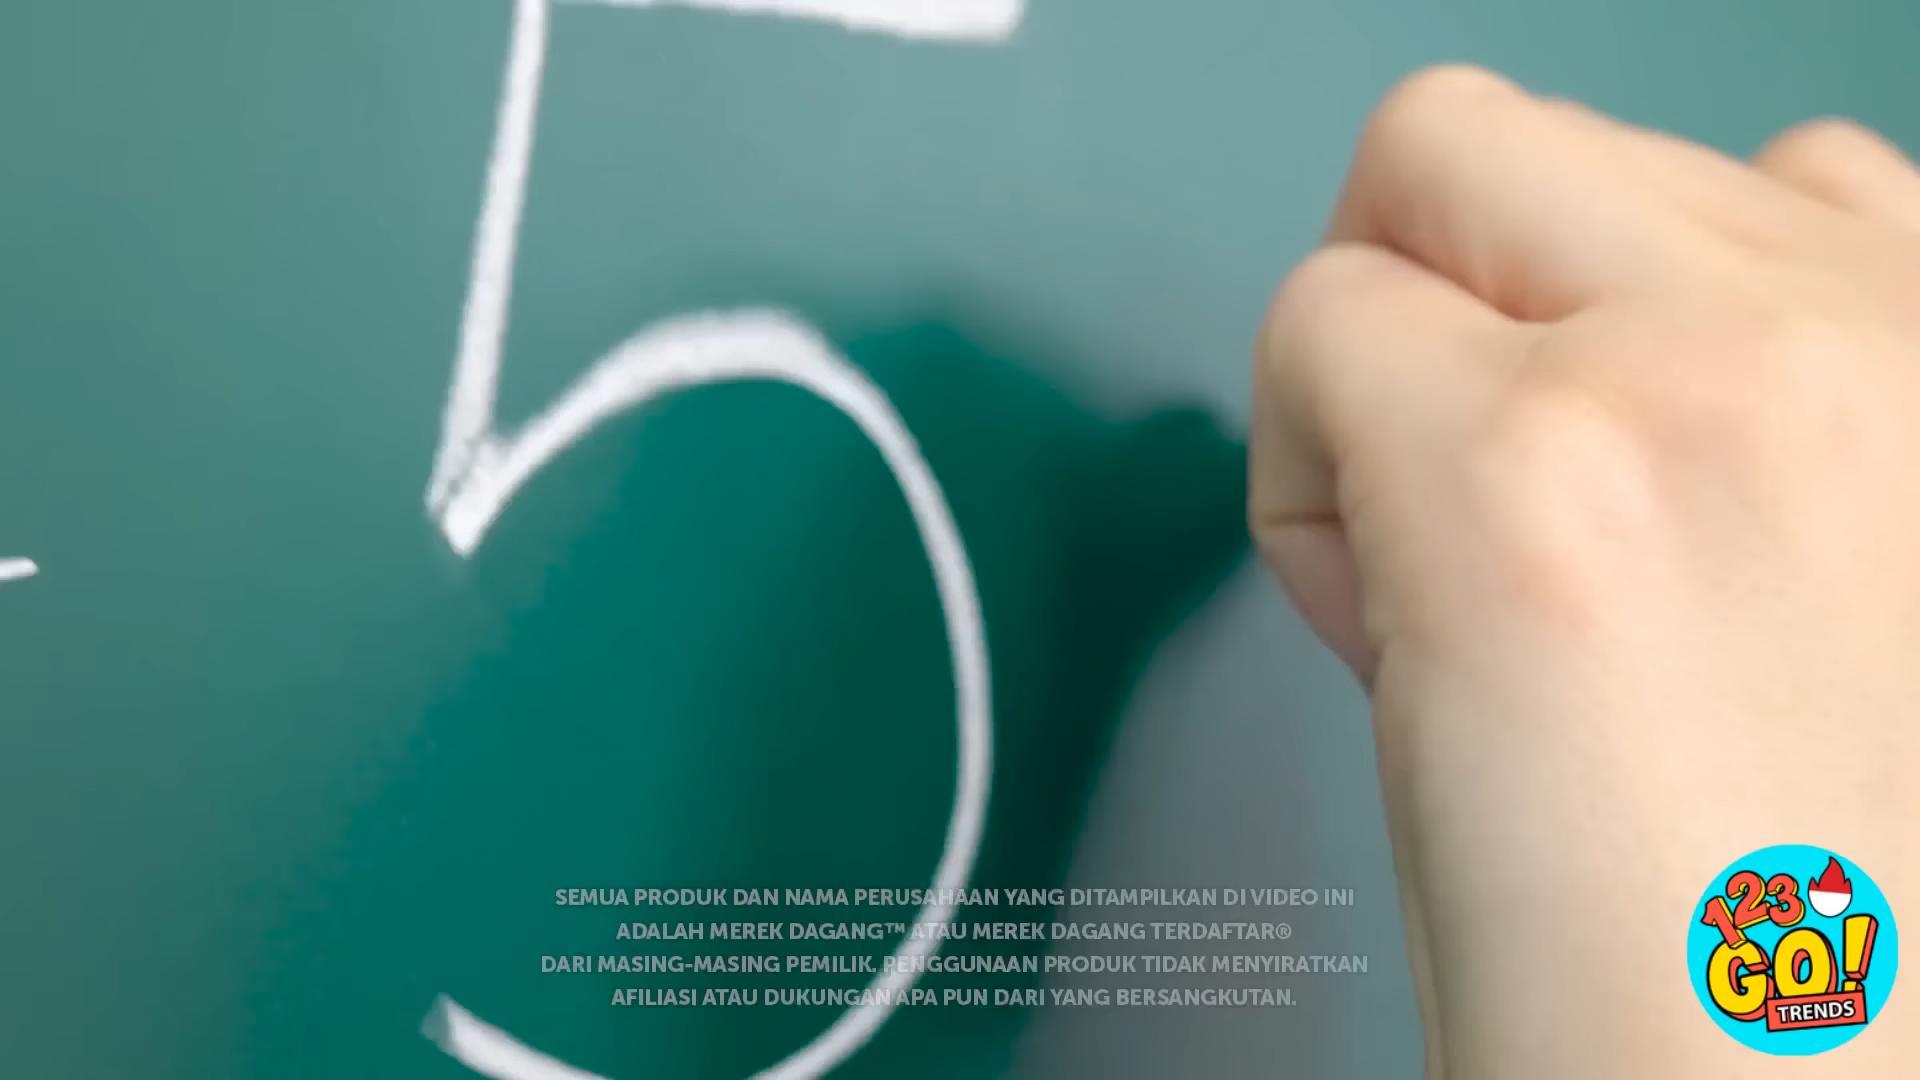 5
SEMUA PRODUK DAN NAMA PERUSAHAAN YANG DITAMPILKAN DI VIDEO INI
ADALAH MEREK DAGANG™ ATAU MEREK DAGANG TERDAFTAR®
DARI MASING-MASING PEMILIK. PENGGUNAAN PRODUK TIDAK MENYIRATKAN
AFILIASI ATAU DUKUNGAN APA PUN DARI YANG BERSANGKUTAN.
123
GO!
TRENDS